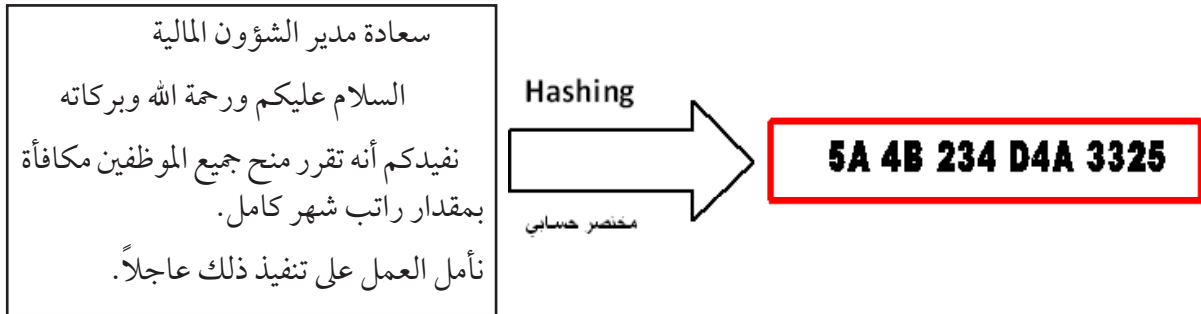 سعادة مدير الشؤون المالية
السلام عليكم ورحمة الله وبركاته
نفيدكم أنه تقرر منح جميع الموظفين مكافأة
بمقدار راتب شهر كامل.
نأمل العمل على تنفيذ ذلك عاجلاً.
Hashing
مختصر حسابي
5A 4B 234 D4A 3325